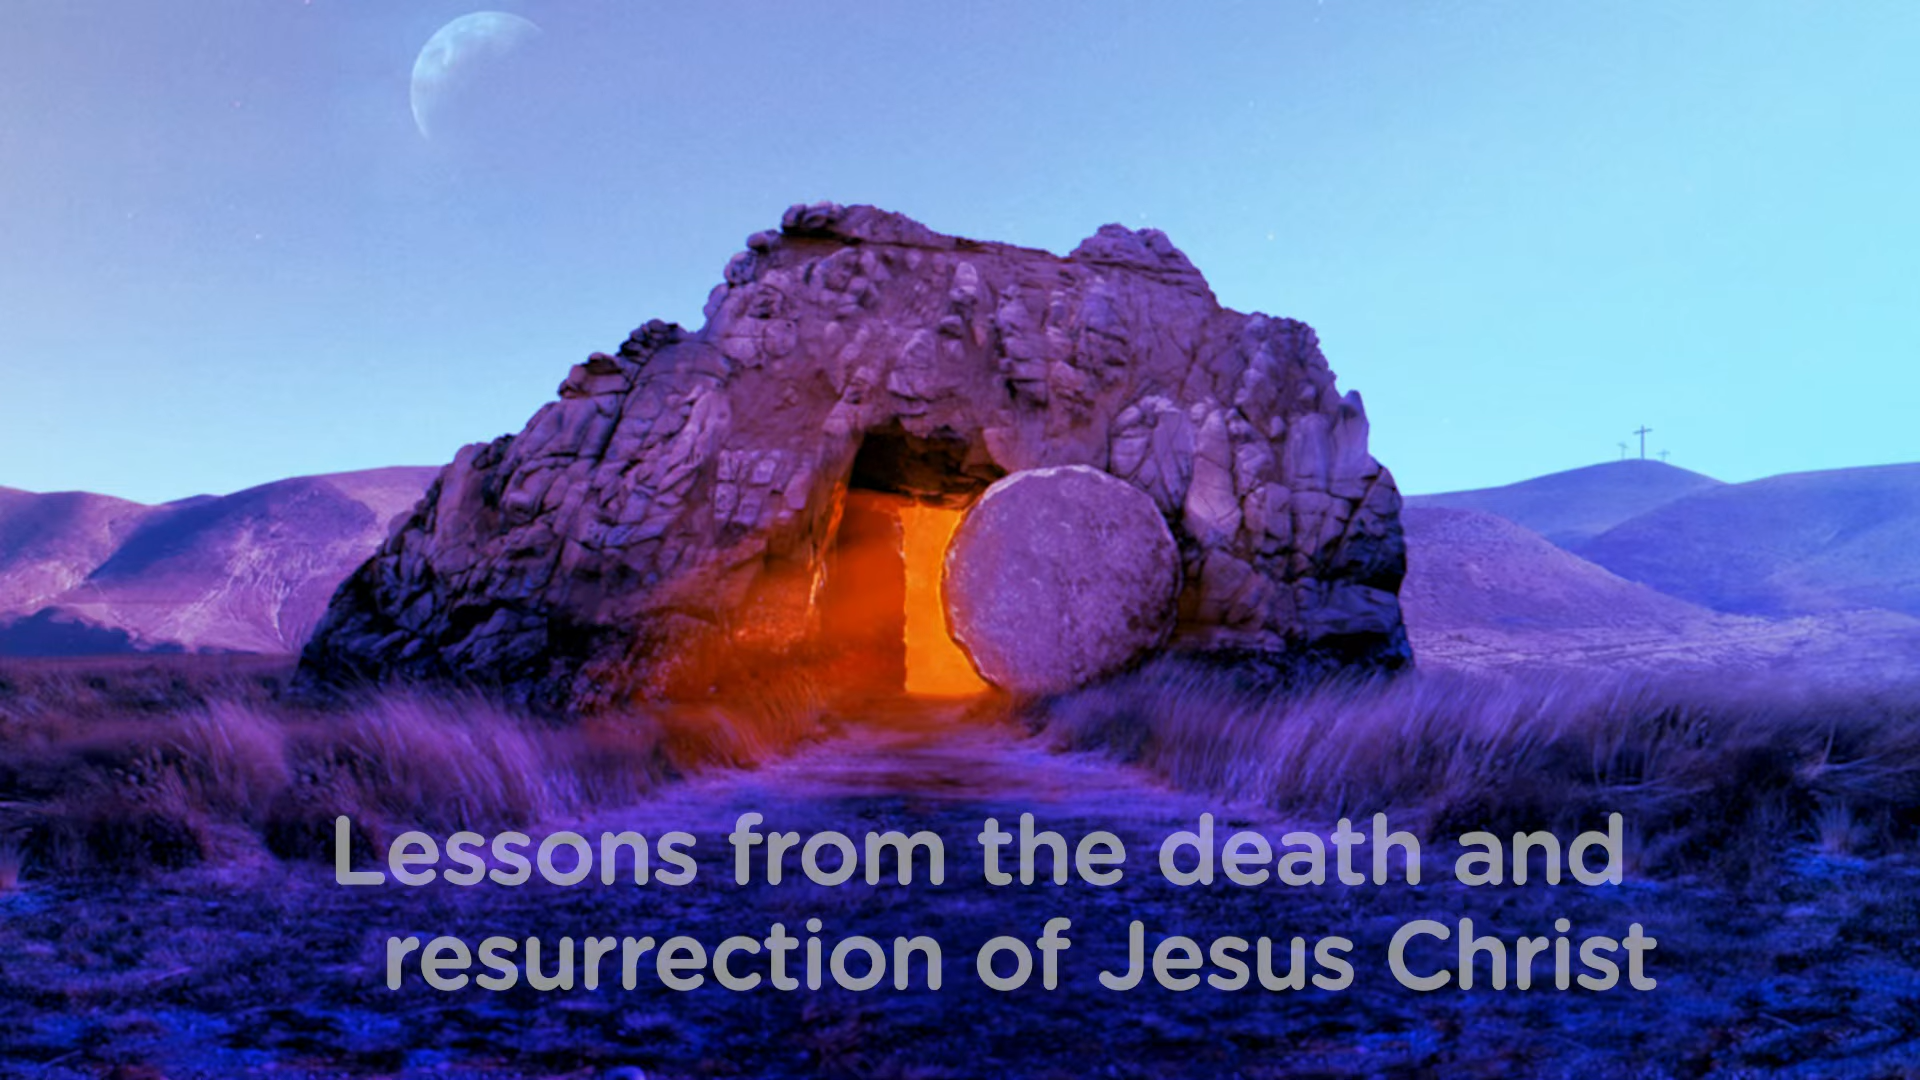 Lessons from the death and
resurrection of Jesus Christ